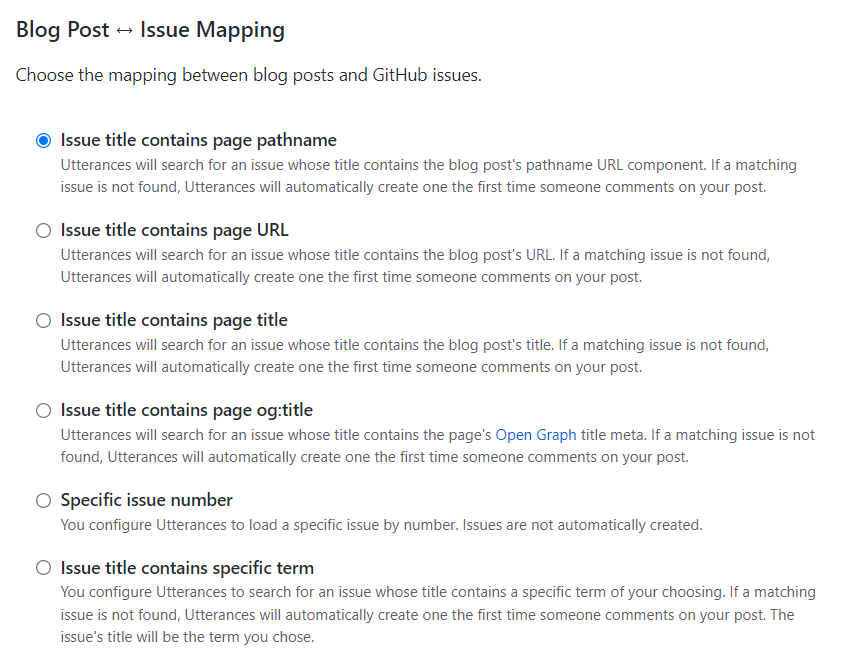 Blog Post ↔ Issue Mapping
Choose the mapping between blog posts and GitHub issues.
Issue title contains page pathname
Utterances will search for an issue whose title contains the blog post's pathname URL component. If a matching
issue is not found, Utterances will automatically create one the first time someone comments on your post.
Issue title contains page URL
Utterances will search for an issue whose title contains the blog post's URL. If a matching issue is not found,
Utterances will automatically create one the first time someone comments on your post.
Issue title contains page title
Utterances will search for an issue whose title contains the blog post's title. If a matching issue is not found,
Utterances will automatically create one the first time someone comments on your post.
Issue title contains page og:title
Utterances will search for an issue whose title contains the page's Open Graph title meta. If a matching issue is not
found, Utterances will automatically create one the first time someone comments on your post.
Specific issue number
You configure Utterances to load a specific issue by number. Issues are not automatically created.
Issue title contains specific term
You configure Utterances to search for an issue whose title contains a specific term of your choosing. If a matching
issue is not found, Utterances will automatically create one the first time someone comments on your post. The
issue's title will be the term you chose.